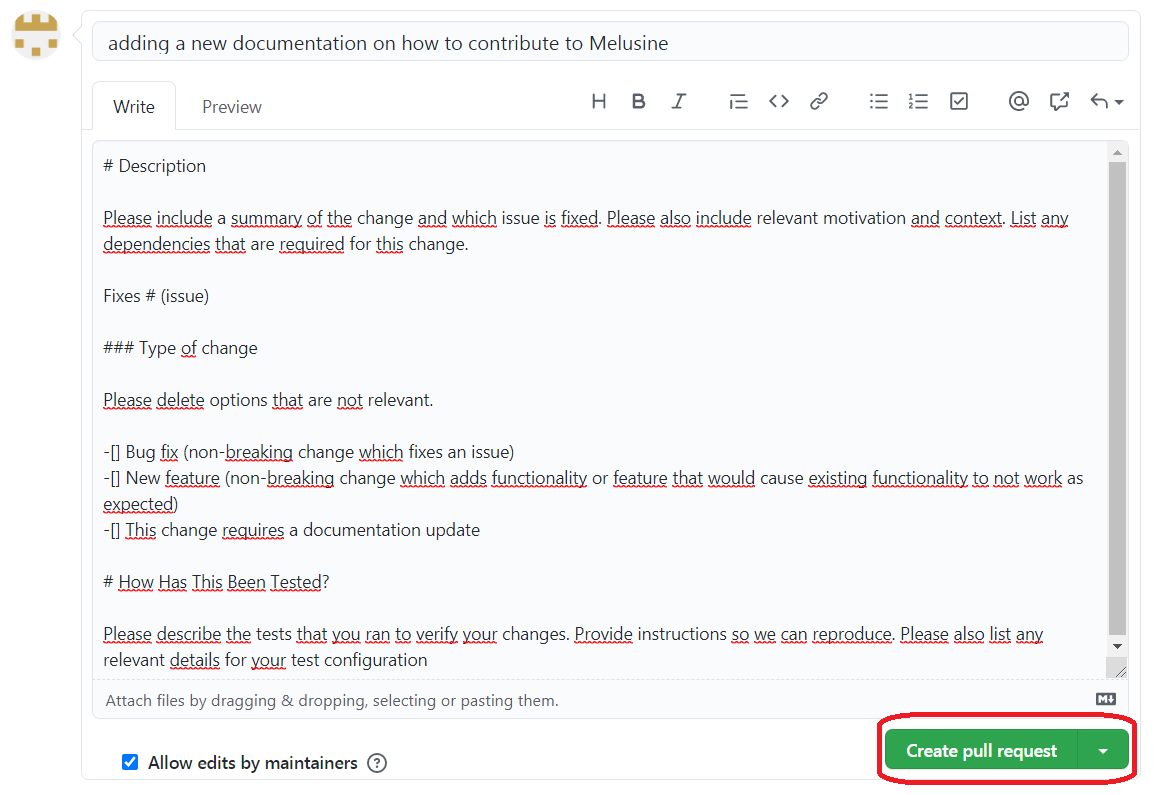 adding a new documentation on how to contribute to Melusine
Write
Preview
# Description
Please include a summary of the change and which issue is fixed. Please also include relevant motivation and context. List any
dependencies that are required for this change.
Fixes # (issue)
### Type of change
Please delete options that are not relevant.
-[] Bug fix (non-breaking change which fixes an issue)
-[] New feature (non-breaking change which adds functionality or feature that would cause existing functionality to not work as
expected)
-[] This change requires a documentation update
# How Has This Been Tested?
Please describe the tests that you ran to verify your changes. Provide instructions so we can reproduce. Please also list any
relevant details for your test configuration
Attach files by dragging & dropping, selecting or pasting them.
Allow edits by maintainers
Create pull request